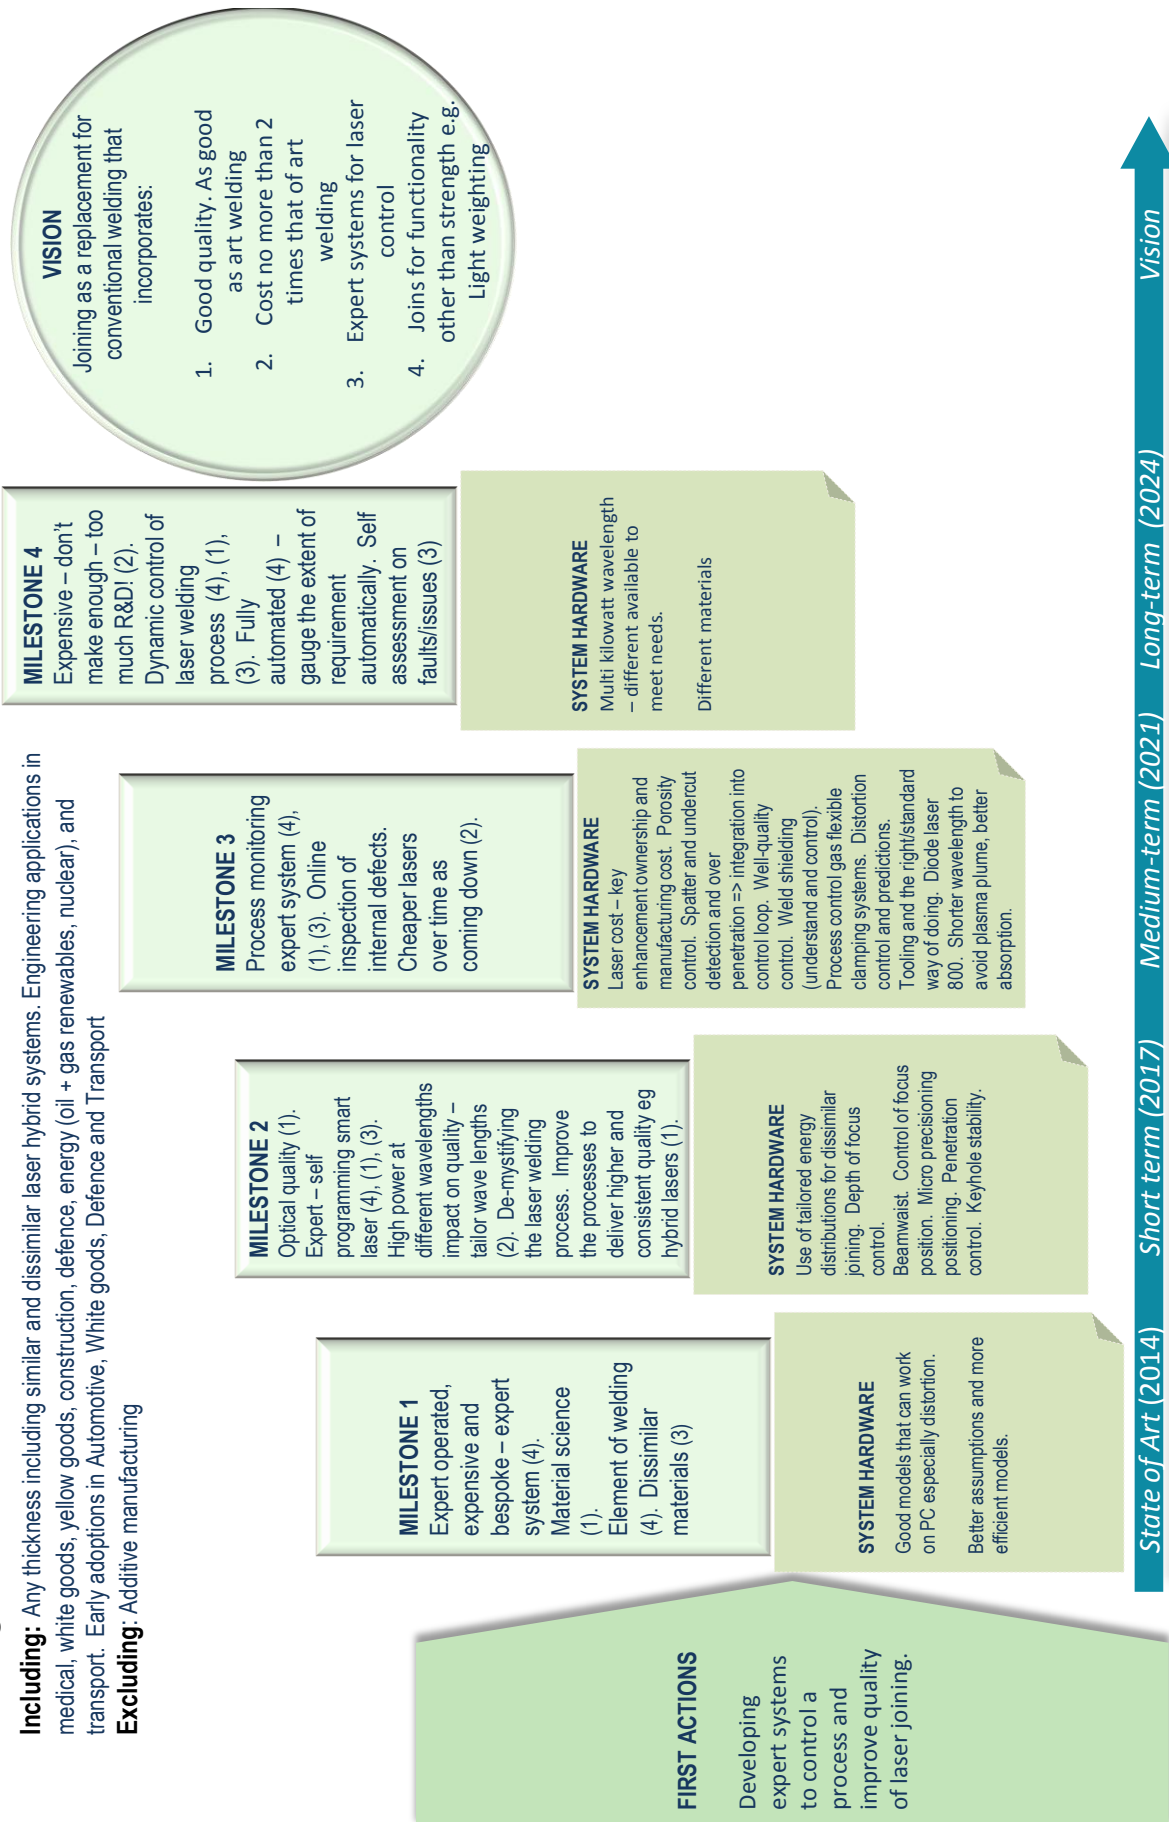 Including: Any thickness including similar and dissimilar laser hybrid systems. Engineering applications in
medical, white goods, yellow goods, construction, defence, energy (oil + gas renewables, nuclear), and
transport. Early adoptions in Automotive, White goods, Defence and Transport
Excluding: Additive manufacturing
FIRST ACTIONS
Developing
expert systems
to control a
process and
improve quality
of laser joining.
MILESTONE 1
Expert operated,
expensive and
bespoke – expert
system (4).
Material science
(1).
Element of welding
(4). Dissimilar
materials (3)
SYSTEM HARDWARE
Good models that can work
on PC especially distortion.
Better assumptions and more
efficient models.
MILESTONE 2
Optical quality (1).
Expert – self
programming smart
laser (4), (1), (3).
High power at
different wavelengths
impact on quality –
tailor wave lengths
(2). De-mystifying
the laser welding
process. Improve
the processes to
deliver higher and
consistent quality eg
hybrid lasers (1).
SYSTEM HARDWARE
Use of tailored energy
distributions for dissimilar
joining. Depth of focus
control.
Beamwaist. Control of focus
position. Micro precisioning
positioning. Penetration
control. Keyhole stability.
MILESTONE 3
Process monitoring
expert system (4),
(1), (3). Online
inspection of
internal defects.
Cheaper lasers
over time as
coming down (2).
SYSTEM HARDWARE
Laser cost – key
enhancement ownership and
manufacturing cost. Porosity
control. Spatter and undercut
detection and over
penetration => integration into
control loop. Well-quality
control. Weld shielding
(understand and control).
Process control gas flexible
clamping systems. Distortion
control and predictions.
Tooling and the right/standard
way of doing. Diode laser
800. Shorter wavelength to
avoid plasma plume, better
absorption.
MILESTONE 4
Expensive – don't
make enough – too
much R&D! (2).
Dynamic control of
laser welding
process (4), (1),
(3). Fully
automated (4) –
gauge the extent of
requirement
automatically. Self
assessment on
faults/issues (3)
SYSTEM HARDWARE
Multi kilowatt wavelength
– different available to
meet needs.
Different materials
VISION
Joining as a replacement for
conventional welding that
incorporates:
1. Good quality. As good
as art welding
2. Cost no more than 2
times that of art
welding
3. Expert systems for laser
control
4. Joins for functionality
other than strength e.g.
Light weighting
State of Art (2014) Short term (2017) Medium-term (2021) Long-term (2024) Vision